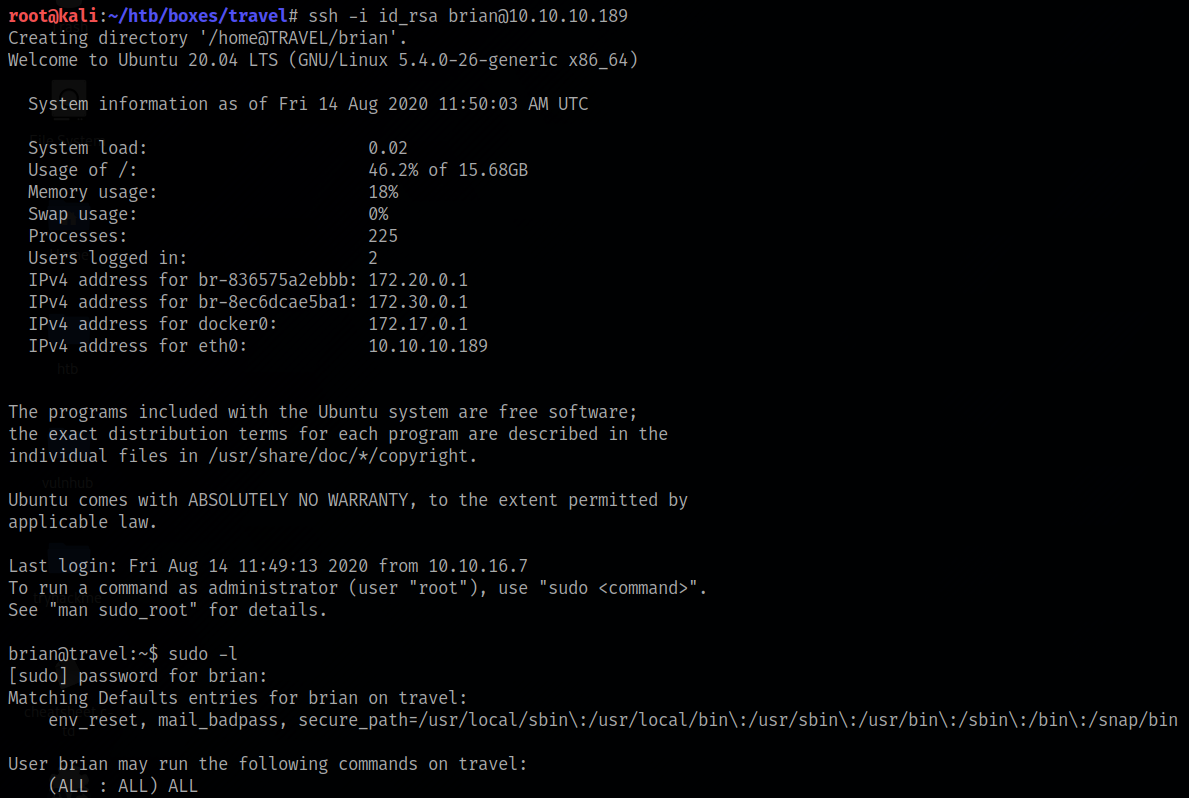 root@kali:~/htb/boxes/travel# ssh -i id_rsa brian@10.10.10.189
Creating directory '/home@TRAVEL/brian'.
Welcome to Ubuntu 20.04 LTS (GNU/Linux 5.4.0-26-generic x86_64)
System information as of Fri 14 Aug 2020 11:50:03 AM UTC
System load: 0.02
Usage of /: 46.2% of 15.68GB
Memory usage: 18%
Swap usage: 0%
Processes: 225
Users logged in: 2
IPv4 address for br-836575a2ebbb: 172.20.0.1
IPv4 address for br-8ec6dcae5ba1: 172.30.0.1
IPv4 address for docker0: 172.17.0.1
IPv4 address for eth0: 10.10.10.189
htb
The programs included with the Ubuntu system are free software;
the exact distribution terms for each program are described in the
individual files in /usr/share/doc/*/copyright.
vulnhub
Ubuntu comes with ABSOLUTELY NO WARRANTY, to the extent permitted by
applicable law.
Last login: Fri Aug 14 11:49:13 2020 from 10.10.16.7
To run a command as administrator (user "root"), use "sudo <command>".
See "man sudo_root" for details.
brian@travel:~$ sudo -l
[sudo] password for brian:
Matching Defaults entries for brian on travel:
env_reset, mail_badpass, secure_path=/usr/local/sbin\:/usr/local/bin\:/usr/sbin\:/usr/bin\:/sbin\:/bin\:/snap/bin
User brian may run the following commands on travel:
(ALL : ALL) ALL